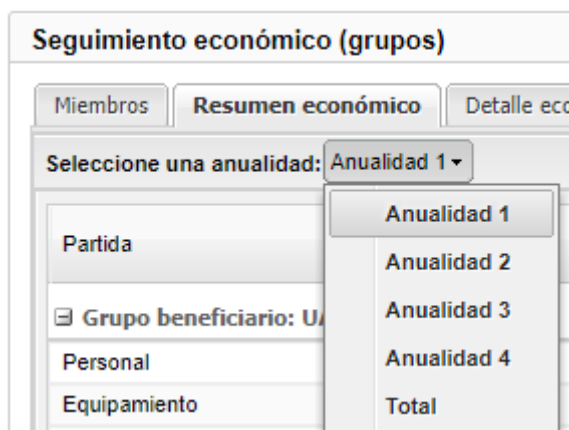 Seguimiento económico (grupos)
Miembros Resumen económico Detalle
Seleccione una anualidad: Anualidad 1
Anualidad 1
Partida
Anualidad 2
Grupo beneficiario: Anualidad 3
Personal Anualidad 4
Equipamiento Total